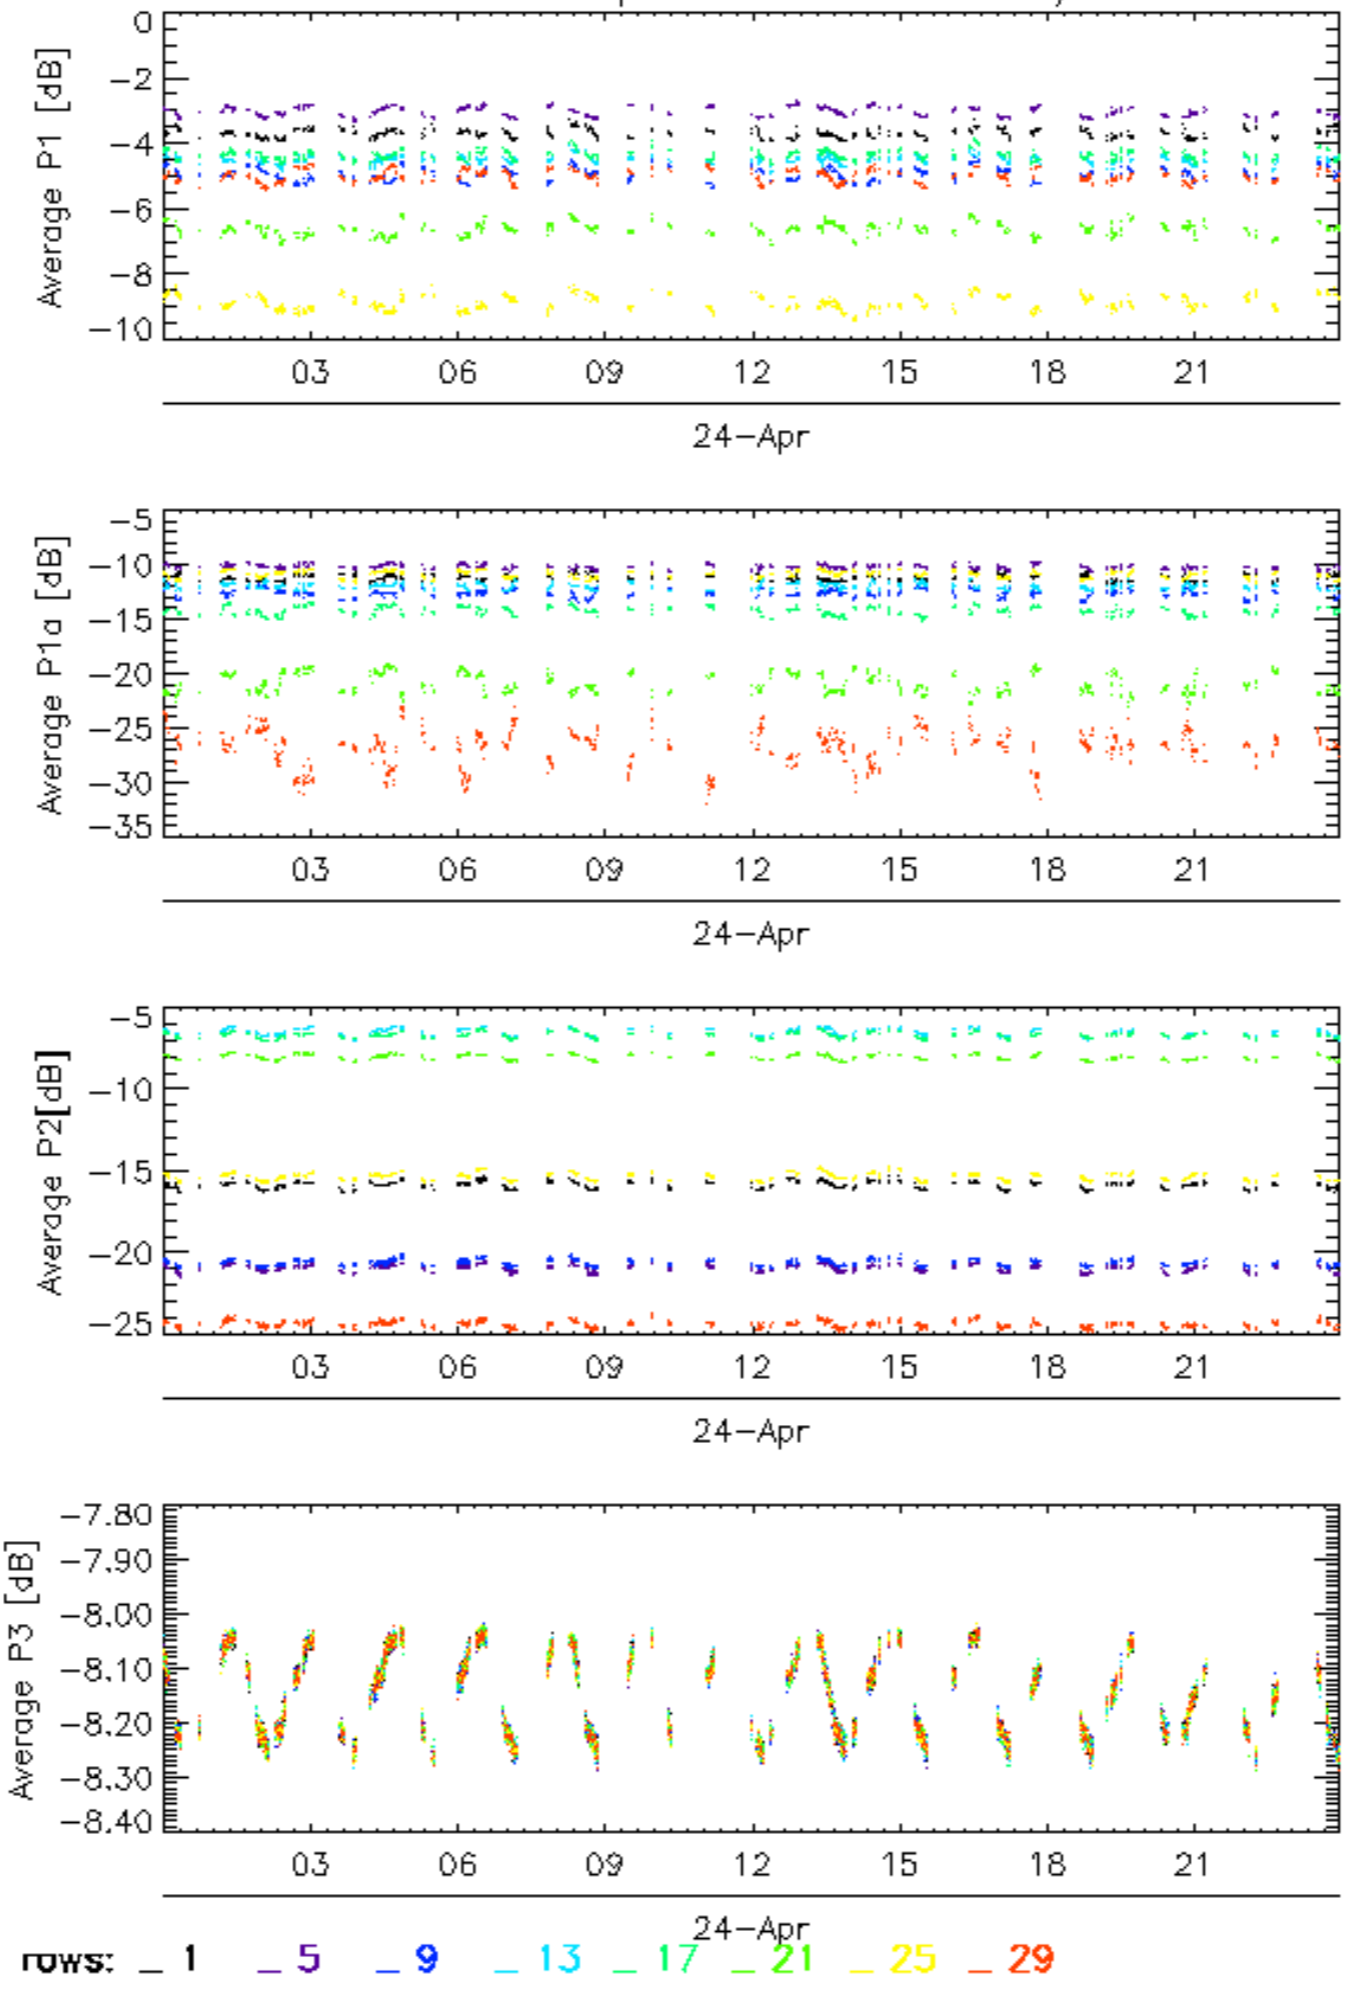 0
−2
−4
−6
−8
−10
Average P1 [dB]
03 06 09 12 15 18 21
24−Apr
−5
−10
−15
−20
−25
−30
−35
Average P1a [dB]
03 06 09 12 15 18 21
24−Apr
−5
−10
−15
−20
−25
Average P2[dB]
03 06 09 12 15 18 21
24−Apr
−7.80
−7.90
−8.00
−8.10
−8.20
−8.30
−8.40
Average P3 [dB]
03 06 09 12 15 18 21
24−Apr
rows: _ 1 _ 5 _ 9 _ 13 _ 17 _ 21 _ 25 _ 29